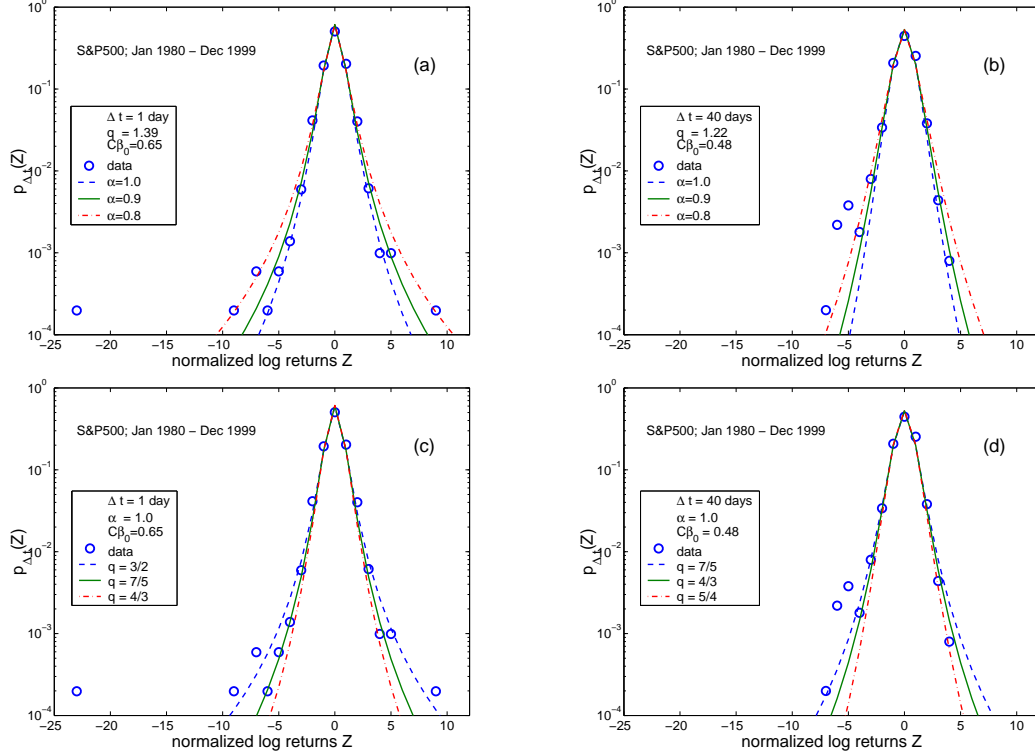 S&P500; Jan 1980 − Dec 1999
(a)
Δ t = 1 day
q = 1.39
Cβ0=0.65
data
α=1.0
α=0.9
α=0.8
10^0
10^−1
10^−2
10^−3
10^−4
pΔt(Z)
−25 −20 −15 −10 −5 0 5 10
normalized log returns Z
S&P500; Jan 1980 − Dec 1999
(b)
Δ t = 40 days
q = 1.22
Cβ0=0.48
data
α=1.0
α=0.9
α=0.8
10^0
10^−1
10^−2
10^−3
10^−4
pΔt(Z)
−25 −20 −15 −10 −5 0 5 10
normalized log returns Z
S&P500; Jan 1980 − Dec 1999
(c)
Δ t = 1 day
α = 1.0
Cβ0=0.65
data
q = 3/2
q = 7/5
q = 4/3
10^0
10^−1
10^−2
10^−3
10^−4
pΔt(Z)
−25 −20 −15 −10 −5 0 5 10
normalized log returns Z
S&P500; Jan 1980 − Dec 1999
(d)
Δ t = 40 days
α = 1.0
Cβ0 = 0.48
data
q = 7/5
q = 4/3
q = 5/4
10^0
10^−1
10^−2
10^−3
10^−4
pΔt(Z)
−25 −20 −15 −10 −5 0 5 10
normalized log returns Z